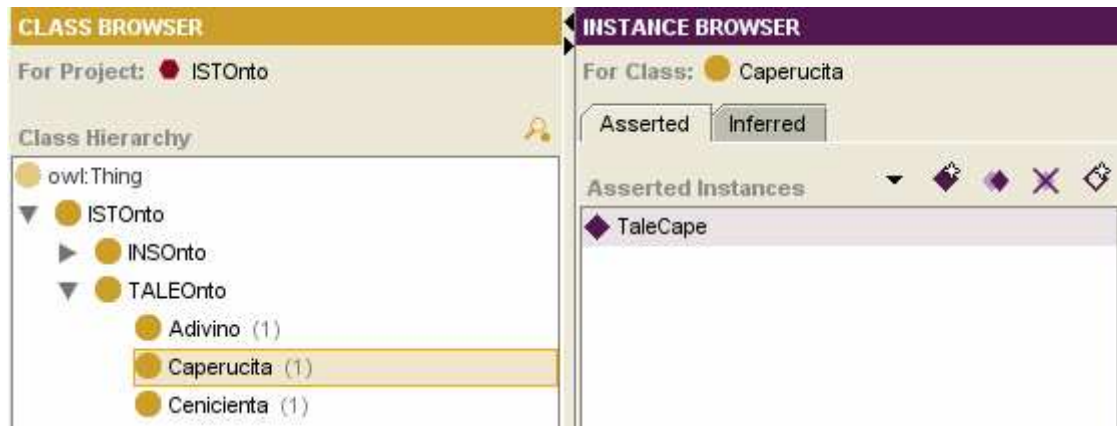 CLASS BROWSER
For Project: ISTOnto
Class Hierarchy
owl:Thing
ISTOnto
INSOnto
TALEOnto
Adivino (1)
Caperucita (1)
Cenicienta (1)
INSTANCE BROWSER
For Class: Caperucita
Asserted Inferred
Asserted Instances
TaleCape